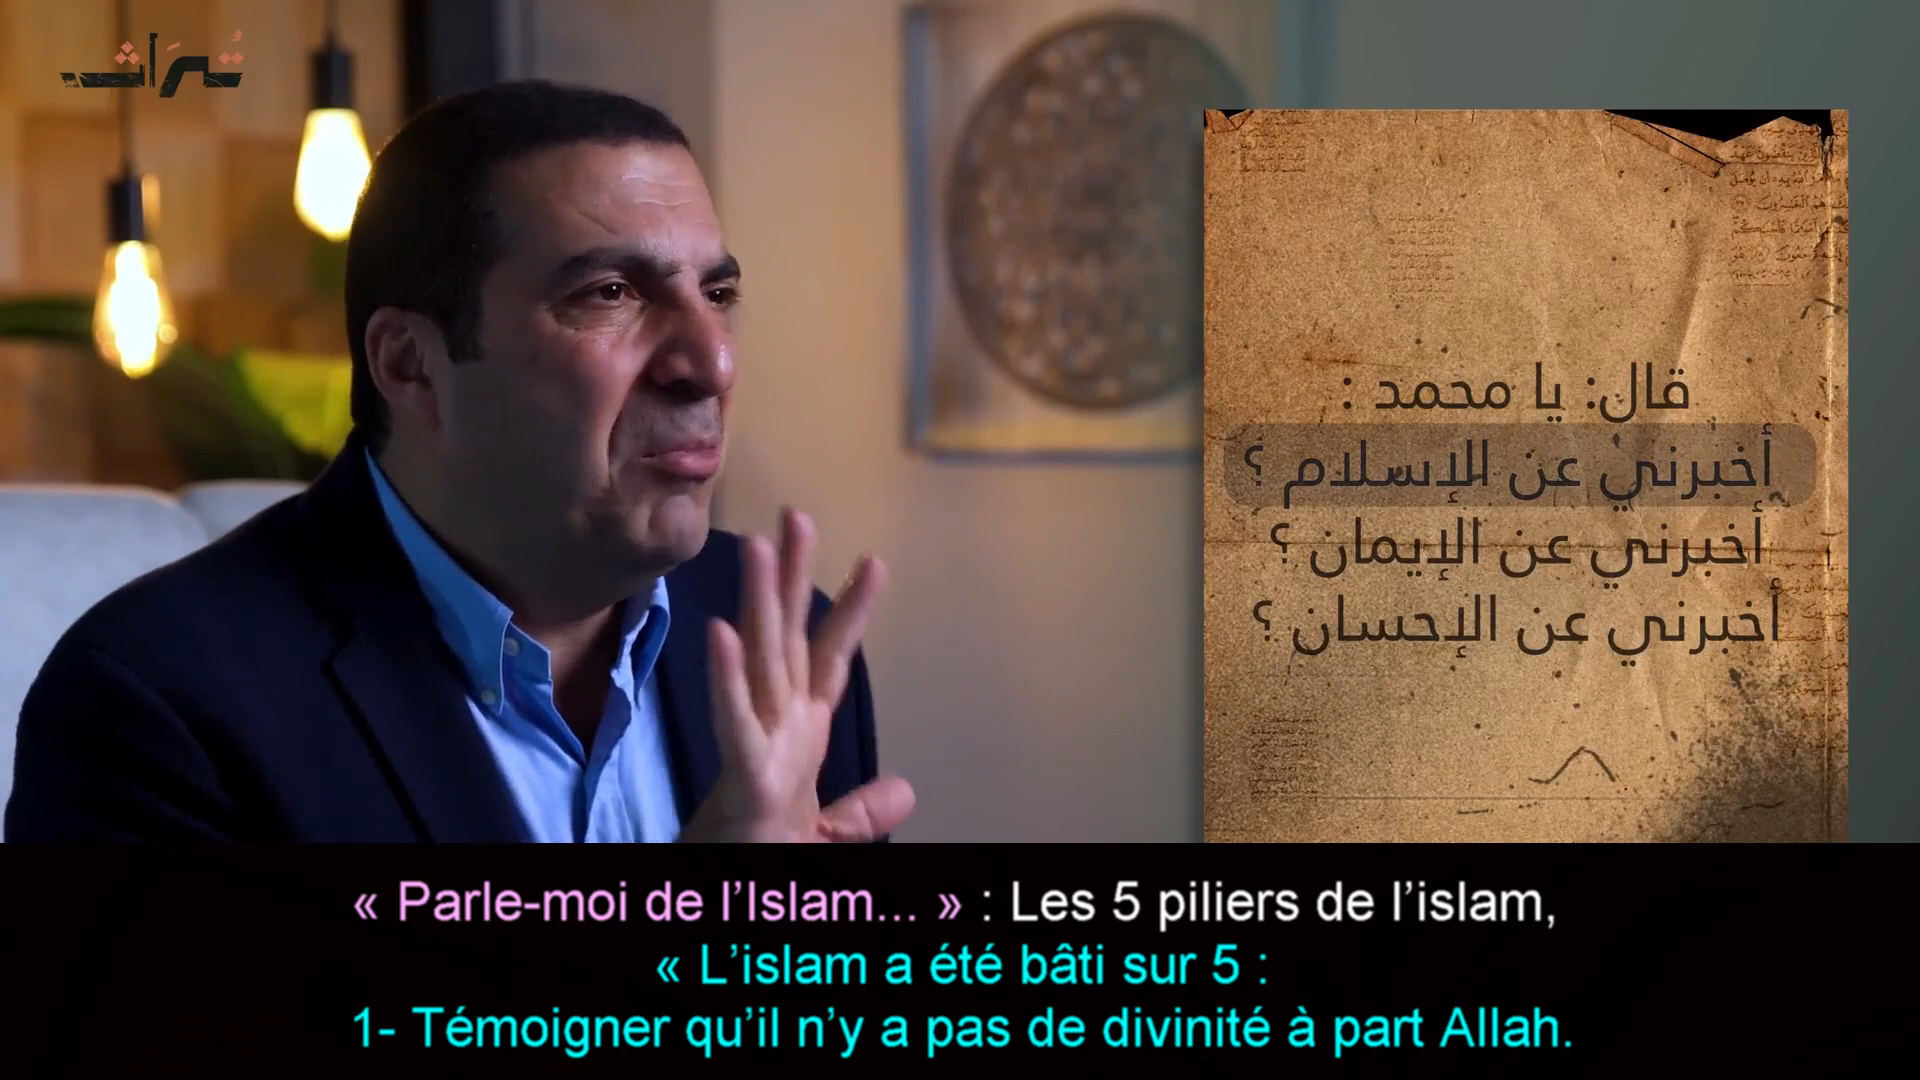 تُراث
قال: يا محمد :
أخبرني عن الإسلام ؟
أخبرني عن الإيمان ؟
أخبرني عن الإحسان ؟
« Parle-moi de l’Islam... » : Les 5 piliers de l’islam,
« L’islam a été bâti sur 5 :
1- Témoigner qu’il n’y a pas de divinité à part Allah.